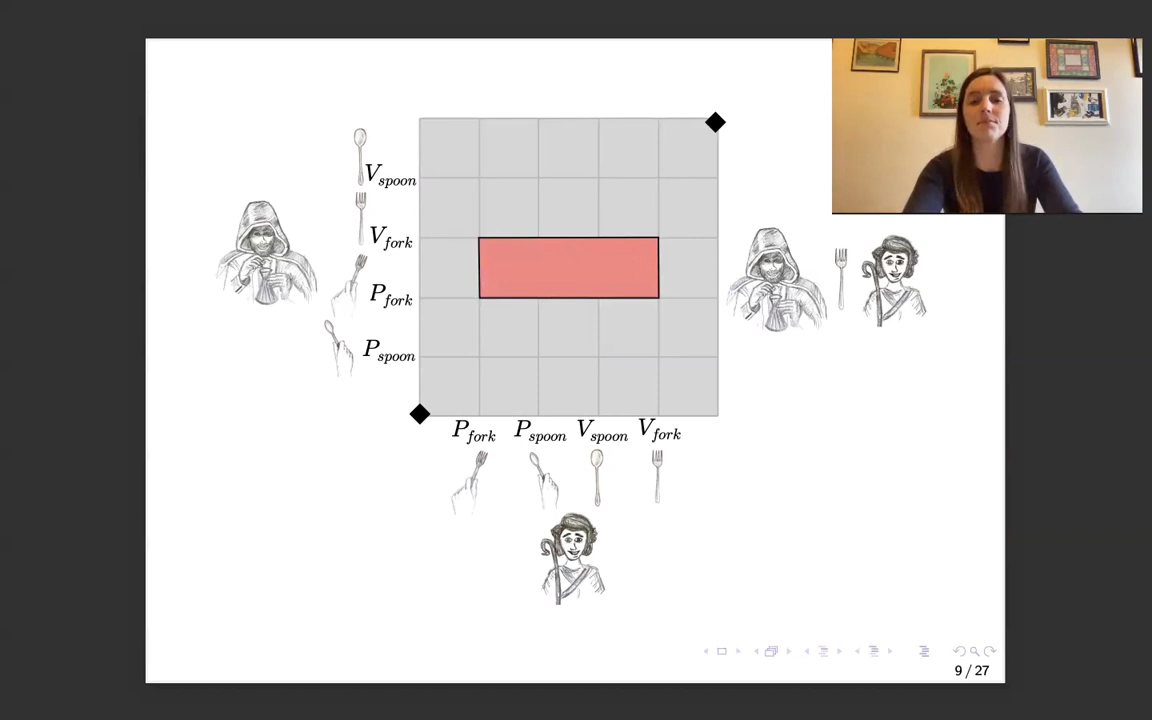 V_spoon
V_fork
P_fork
P_spoon
P_fork P_spoon V_spoon V_fork
9 / 27